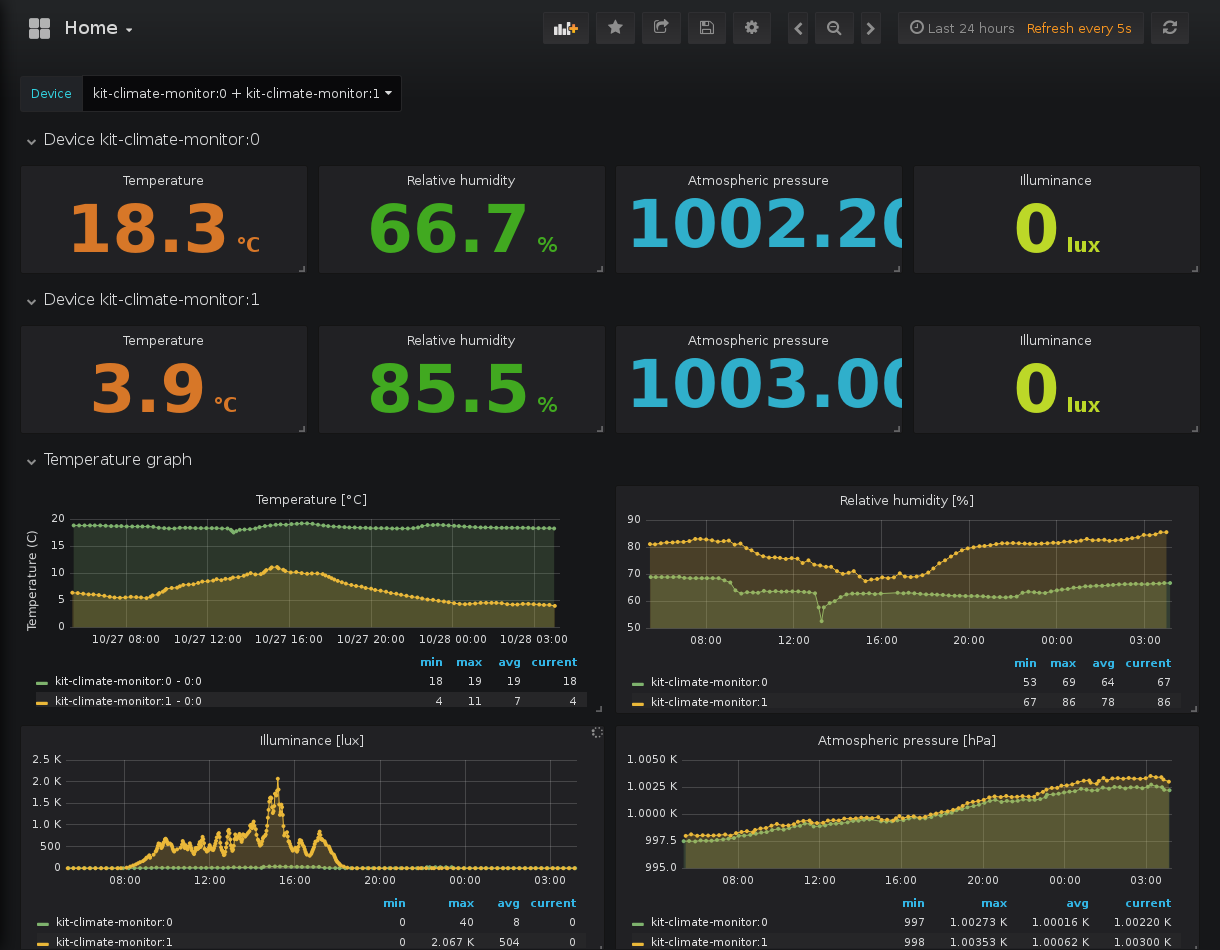 Home
Last 24 hours Refresh every 5s
Device kit-climate-monitor:0 + kit-climate-monitor:1
Device kit-climate-monitor:0
Temperature Relative humidity Atmospheric pressure Illuminance
18.3 °C 66.7 % 1002.20 0 lux
Device kit-climate-monitor:1
Temperature Relative humidity Atmospheric pressure Illuminance
3.9 °C 85.5 % 1003.00 0 lux
Temperature graph
Temperature [°C]
Temperature (C)
20
15
10
5
0
10/27 08:00 10/27 12:00 10/27 16:00 10/27 20:00 10/28 00:00 10/28 03:00
min max avg current
kit-climate-monitor:0 - 0:0 18 19 19 18
kit-climate-monitor:1 - 0:0 4 11 7 4
Relative humidity [%]
90
80
70
60
50
08:00 12:00 16:00 20:00 00:00 03:00
min max avg current
kit-climate-monitor:0 53 69 64 67
kit-climate-monitor:1 67 86 78 86
Illuminance [lux]
2.5 K
2.0 K
1.5 K
1.0 K
500
0
08:00 12:00 16:00 20:00 00:00 03:00
min max avg current
kit-climate-monitor:0 0 40 8 0
kit-climate-monitor:1 0 2.067 K 504 0
Atmospheric pressure [hPa]
1.0050 K
1.0025 K
1.0000 K
997.5
995.0
08:00 12:00 16:00 20:00 00:00 03:00
min max avg current
kit-climate-monitor:0 997 1.00273 K 1.00016 K 1.00220 K
kit-climate-monitor:1 998 1.00353 K 1.00062 K 1.00300 K